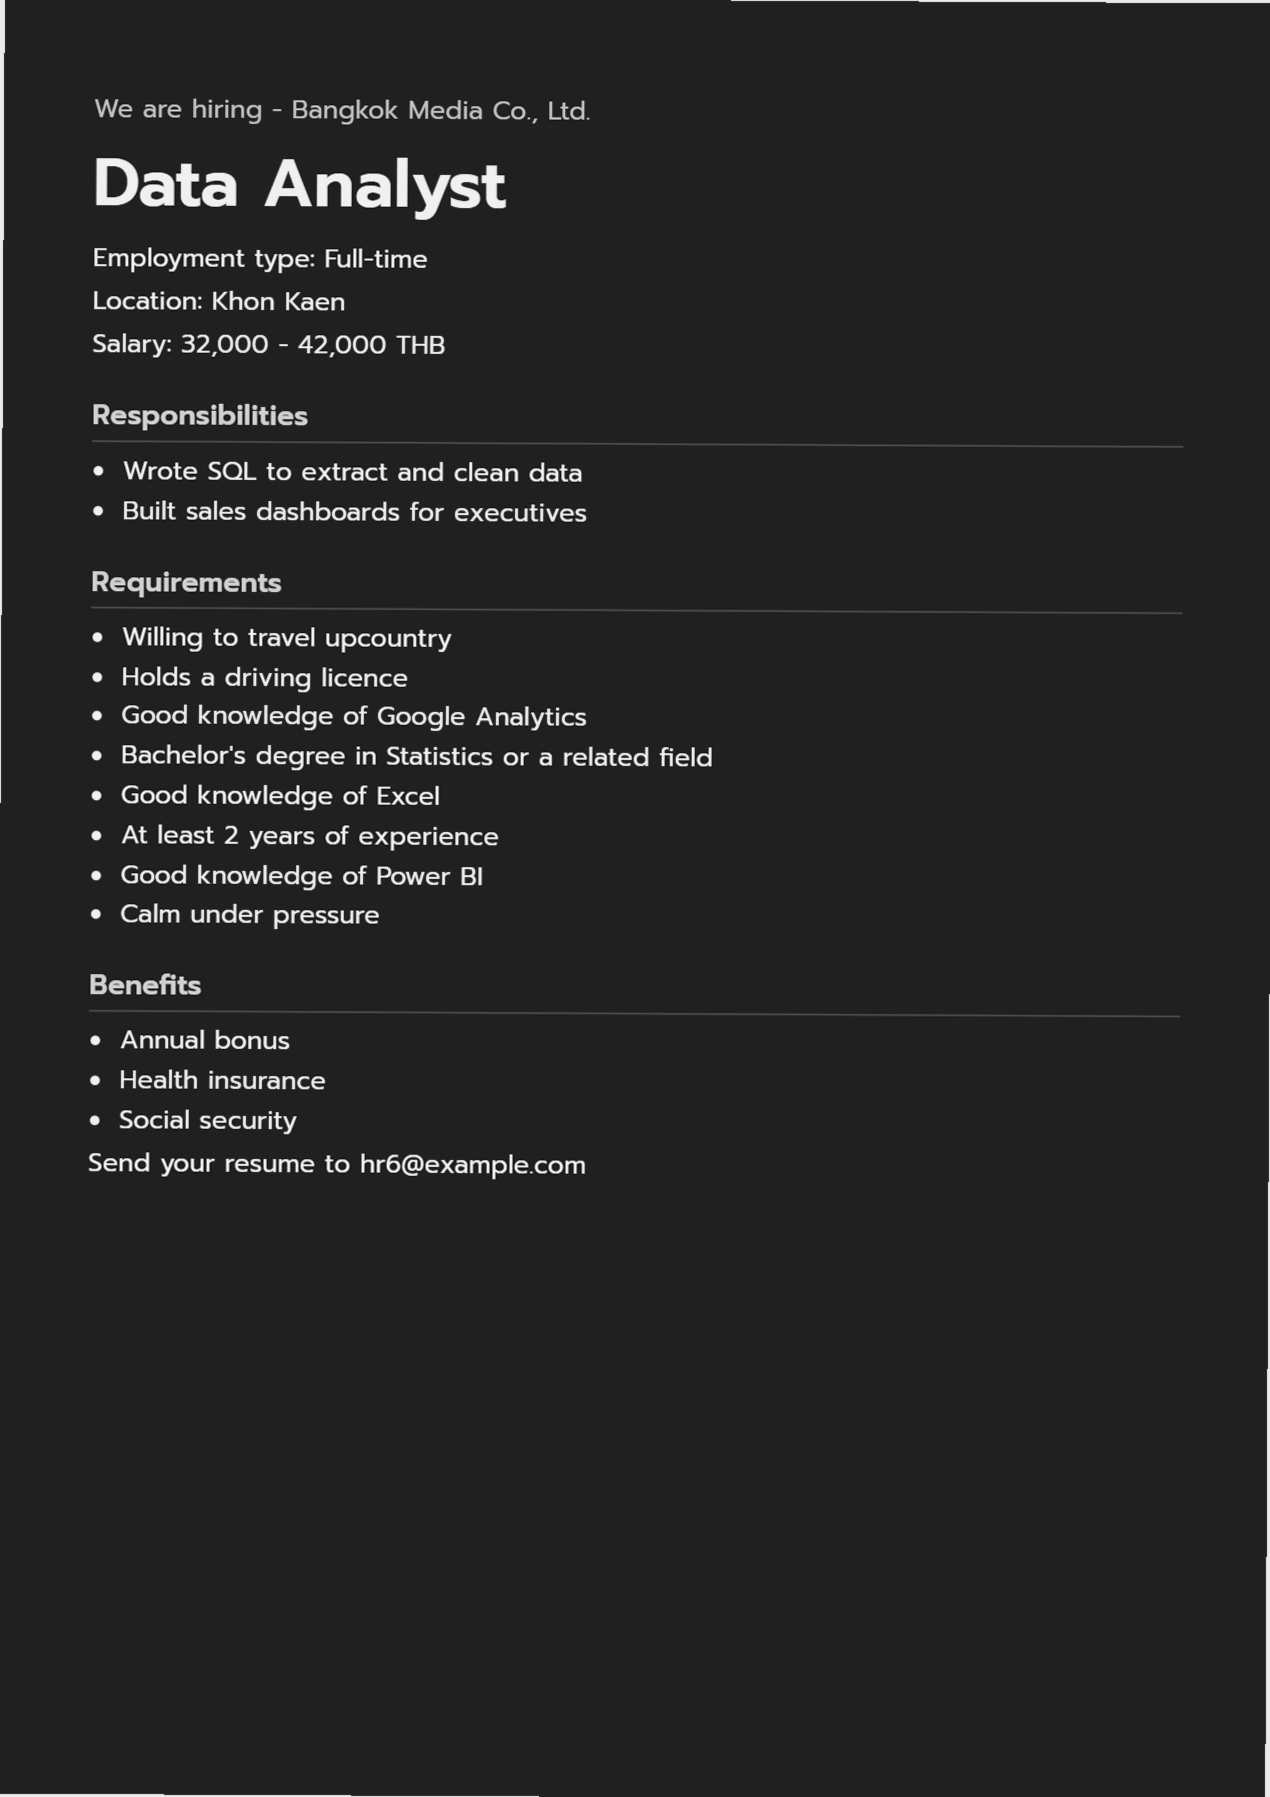 We are hiring - Bangkok Media Co., Ltd.
Data Analyst
Employment type: Full-time
Location: Khon Kaen
Salary: 32,000 - 42,000 THB
Responsibilities
• Wrote SQL to extract and clean data
• Built sales dashboards for executives
Requirements
• Willing to travel upcountry
• Holds a driving licence
• Good knowledge of Google Analytics
• Bachelor's degree in Statistics or a related field
• Good knowledge of Excel
• At least 2 years of experience
• Good knowledge of Power BI
• Calm under pressure
Benefits
• Annual bonus
• Health insurance
• Social security
Send your resume to hr6@example.com